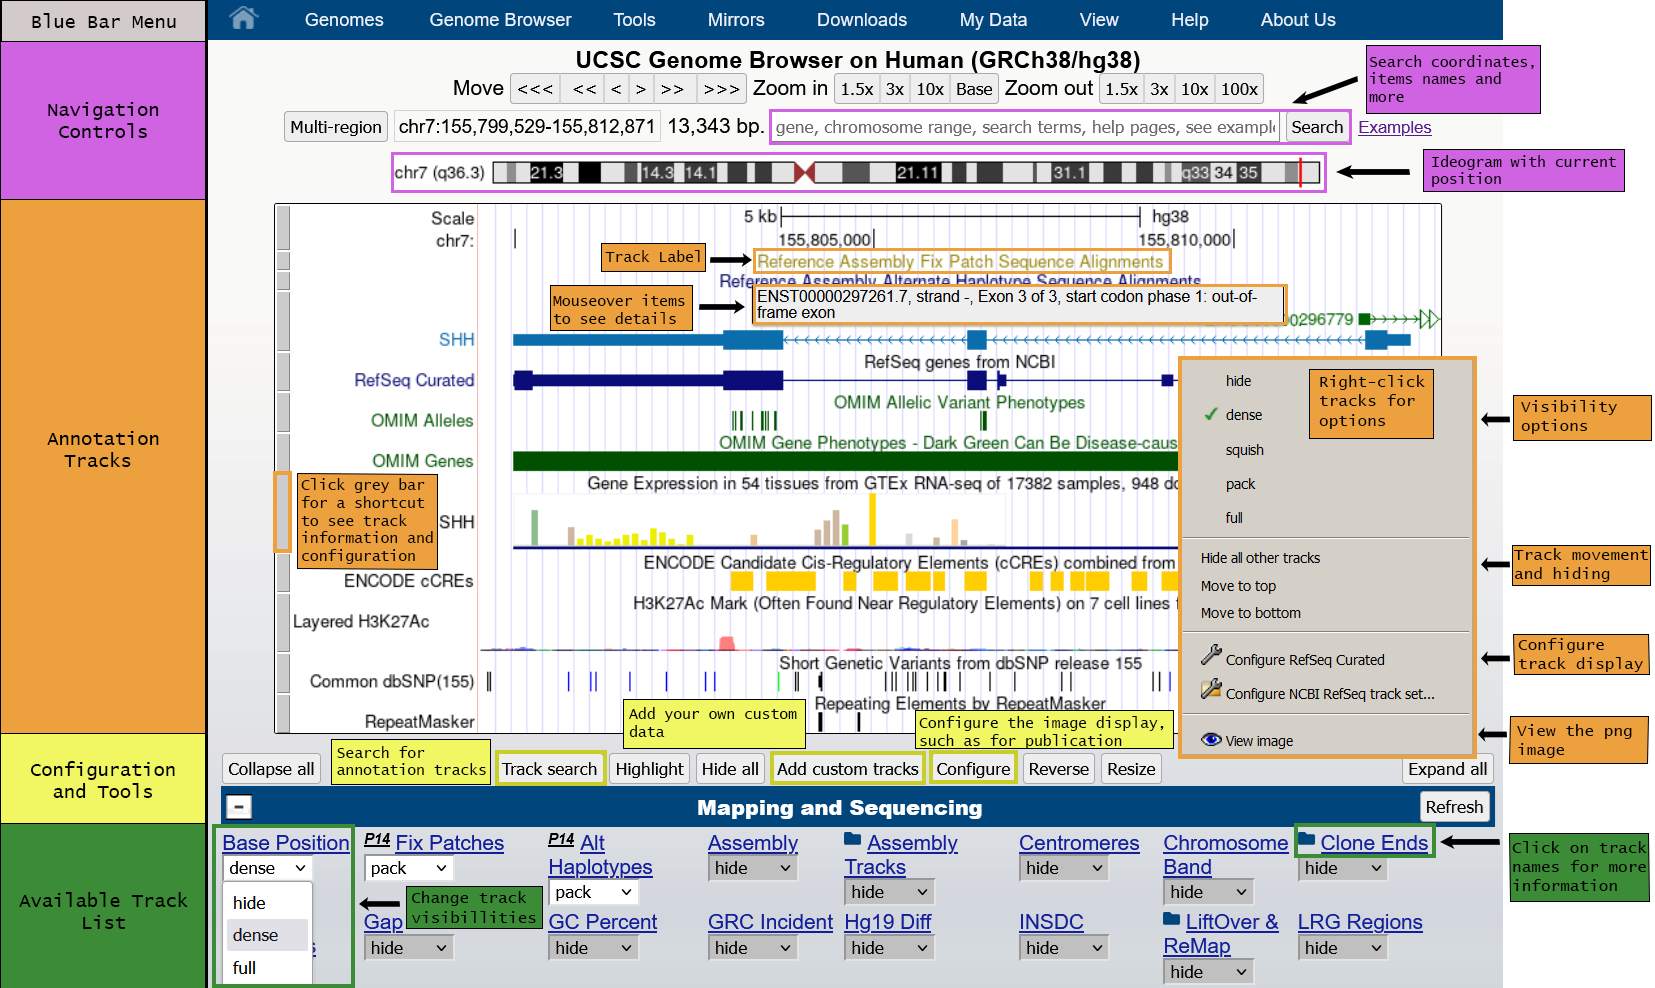 Blue Bar Menu
Genomes Genome Browser Tools Mirrors Downloads My Data View Help About Us
Navigation
Controls
UCSC Genome Browser on Human (GRCh38/hg38)
Move <<< << < > >> >>> Zoom in 1.5x 3x 10x Base Zoom out 1.5x 3x 10x 100x
Search coordinates,
items names and
more
Multi-region chr7:155,799,529-155,812,871 13,343 bp. gene, chromosome range, search terms, help pages, see example Search Examples
chr7 (q36.3) 21.3 14.3 14.1 21.11 31.1 q33 34 35
Ideogram with current
position
Annotation
Tracks
Scale 5 kb hg38
chr7: 155,805,000 155,810,000
Track Label
Reference Assembly Fix Patch Sequence Alignments
Reference Assembly Alternate Haplotype Sequence Alignments
Mouseover items
to see details
ENST00000297261.7, strand -, Exon 3 of 3, start codon phase 1: out-of-
frame exon
00296779
SHH
RefSeq genes from NCBI
RefSeq Curated
OMIM Allelic Variant Phenotypes
OMIM Alleles
OMIM Gene Phenotypes - Dark Green Can Be Disease-caus
OMIM Genes
Gene Expression in 54 tissues from GTEx RNA-seq of 17382 samples, 948 do
SHH
Click grey bar
for a shortcut
to see track
information and
configuration
ENCODE Candidate Cis-Regulatory Elements (cCREs) combined from
ENCODE cCREs
H3K27Ac Mark (Often Found Near Regulatory Elements) on 7 cell lines f
Layered H3K27Ac
Short Genetic Variants from dbSNP release 155
Common dbSNP(155)
Repeating Elements by RepeatMasker
RepeatMasker
hide
dense
squish
pack
full
Right-click
tracks for
options
Hide all other tracks
Move to top
Move to bottom
Configure RefSeq Curated
Configure NCBI RefSeq track set...
View image
Visibility
options
Track movement
and hiding
Configure
track display
View the png
image
Configuration
and Tools
Search for
annotation tracks
Add your own custom
data
Configure the image display,
such as for publication
Collapse all Track search Highlight Hide all Add custom tracks Configure Reverse Resize Expand all
- Mapping and Sequencing Refresh
Available Track
List
Base Position
dense
hide
dense
full
s
P14 Fix Patches
pack
P14 Alt
Haplotypes
pack
Assembly
hide
Assembly
Tracks
hide
Centromeres
hide
Chromosome
Band
hide
Clone Ends
hide
Change track
visibillities
Click on track
names for more
information
Gap
hide
GC Percent
hide
GRC Incident
hide
Hg19 Diff
hide
INSDC
hide
LiftOver &
ReMap
hide
LRG Regions
hide